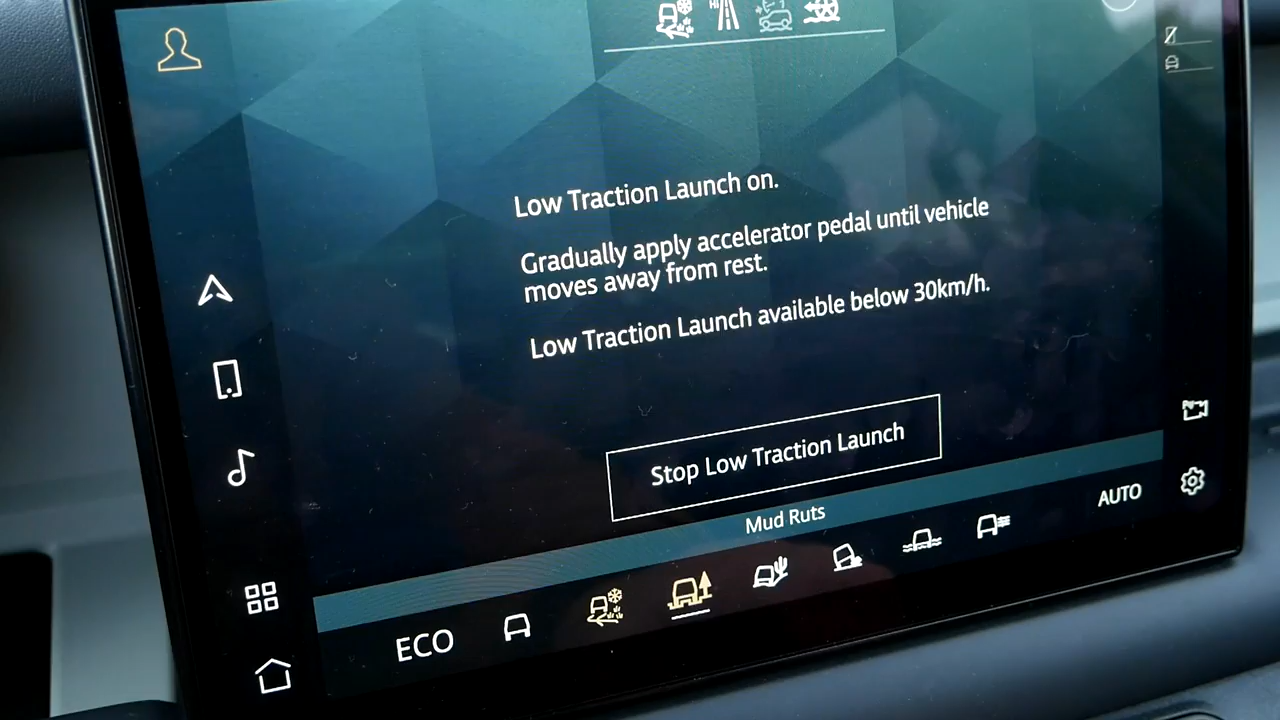 Low Traction Launch on.
Gradually apply accelerator pedal until vehicle
moves away from rest.
Low Traction Launch available below 30km/h.
Stop Low Traction Launch
Mud Ruts
ECO
AUTO